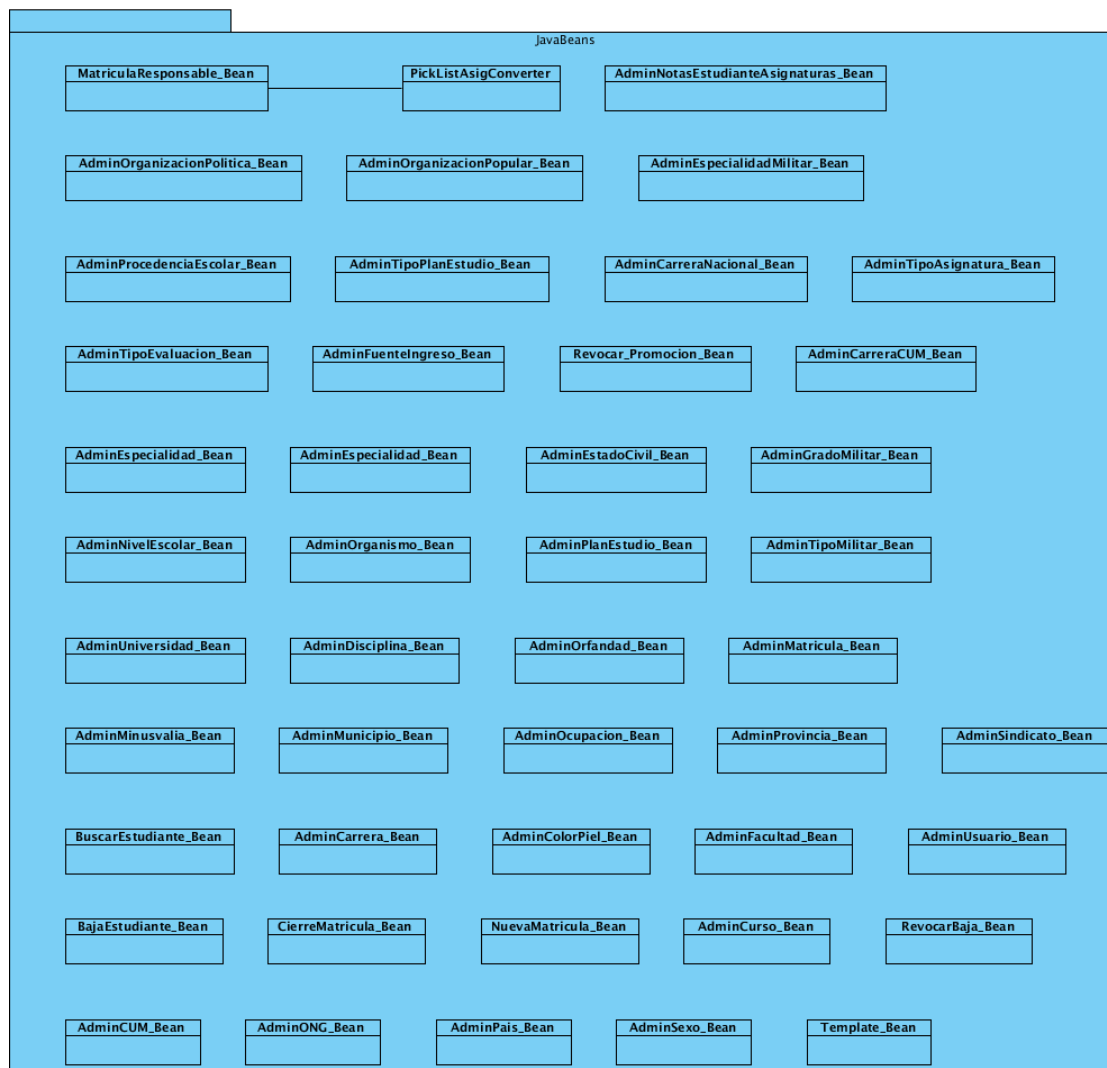 JavaBeans
MatriculaResponsable_Bean PickListAsigConverter AdminNotasEstudianteAsignaturas_Bean
AdminOrganizacionPolitica_Bean AdminOrganizacionPopular_Bean AdminEspecialidadMilitar_Bean
AdminProcedenciaEscolar_Bean AdminTipoPlanEstudio_Bean AdminCarreraNacional_Bean AdminTipoAsignatura_Bean
AdminTipoEvaluacion_Bean AdminFuenteIngreso_Bean Revocar_Promocion_Bean AdminCarreraCUM_Bean
AdminEspecialidad_Bean AdminEspecialidad_Bean AdminEstadoCivil_Bean AdminGradoMilitar_Bean
AdminNivelEscolar_Bean AdminOrganismo_Bean AdminPlanEstudio_Bean AdminTipoMilitar_Bean
AdminUniversidad_Bean AdminDisciplina_Bean AdminOrfandad_Bean AdminMatricula_Bean
AdminMinusvalia_Bean AdminMunicipio_Bean AdminOcupacion_Bean AdminProvincia_Bean AdminSindicato_Bean
BuscarEstudiante_Bean AdminCarrera_Bean AdminColorPiel_Bean AdminFacultad_Bean AdminUsuario_Bean
BajaEstudiante_Bean CierreMatricula_Bean NuevaMatricula_Bean AdminCurso_Bean RevocarBaja_Bean
AdminCUM_Bean AdminONG_Bean AdminPais_Bean AdminSexo_Bean Template_Bean